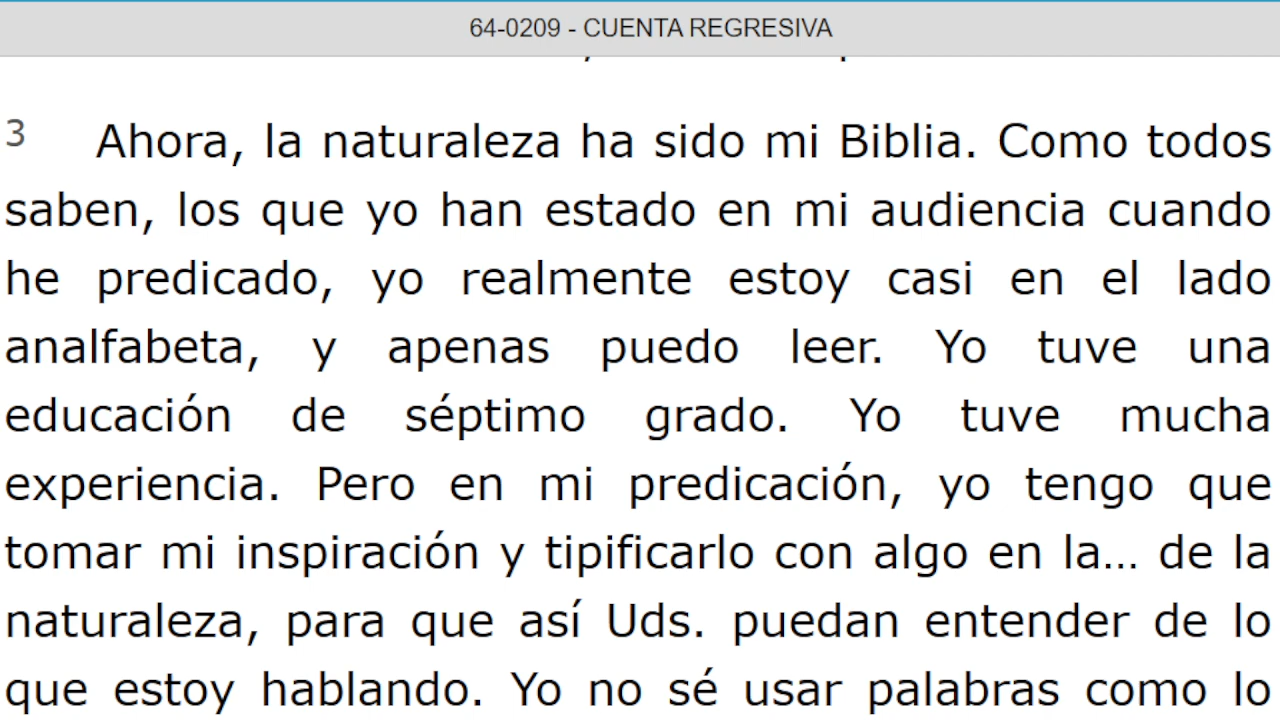 64-0209 - CUENTA REGRESIVA
3 Ahora, la naturaleza ha sido mi Biblia. Como todos
saben, los que yo han estado en mi audiencia cuando
he predicado, yo realmente estoy casi en el lado
analfabeta, y apenas puedo leer. Yo tuve una
educación de séptimo grado. Yo tuve mucha
experiencia. Pero en mi predicación, yo tengo que
tomar mi inspiración y tipificarlo con algo en la... de la
naturaleza, para que así Uds. puedan entender de lo
que estoy hablando. Yo no sé usar palabras como lo